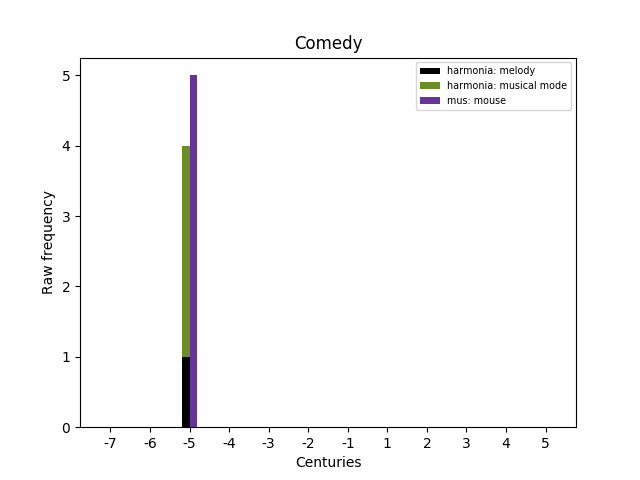 Comedy
harmonia: melody
harmonia: musical mode
mus: mouse
Raw frequency
5
4
3
2
1
0
-7 -6 -5 -4 -3 -2 -1 1 2 3 4 5
Centuries